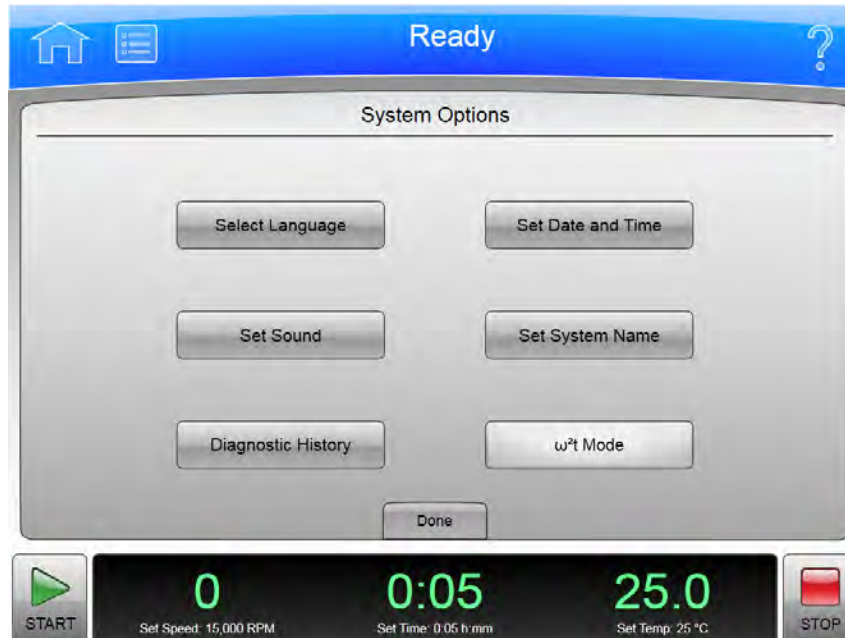 Ready
System Options
Select Language
Set Date and Time
Set Sound
Set System Name
Diagnostic History
ω²t Mode
Done
START
0
0:05
25.0
STOP
Set Speed: 15,000 RPM
Set Time: 0:05 h:mm
Set Temp: 25 °C